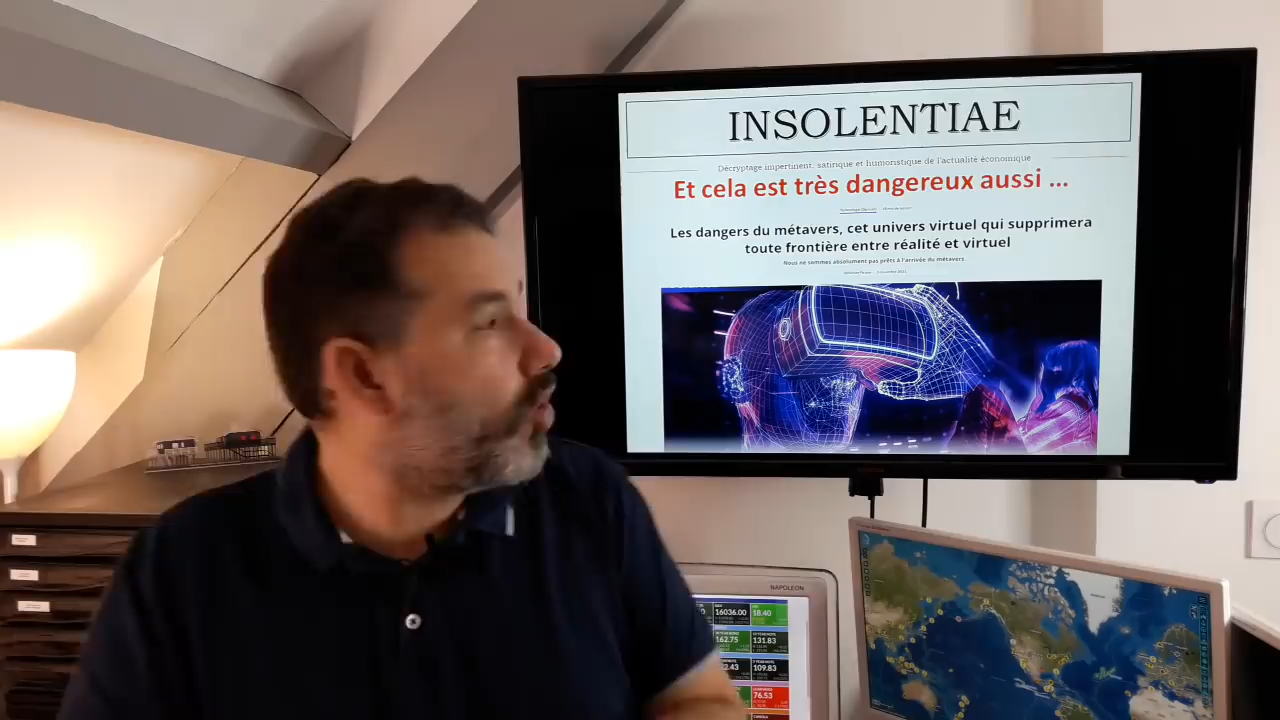 INSOLENTIAE
Décryptage impertinent, satirique et humoristique de l'actualité économique
Et cela est très dangereux aussi ...
Les dangers du métavers, cet univers virtuel qui supprimera
toute frontière entre réalité et virtuel
Nous ne sommes absolument pas prêts à l'arrivée du métavers.
NAPOLEON
16036.00
18.40
162.75
131.83
109.83
76.53